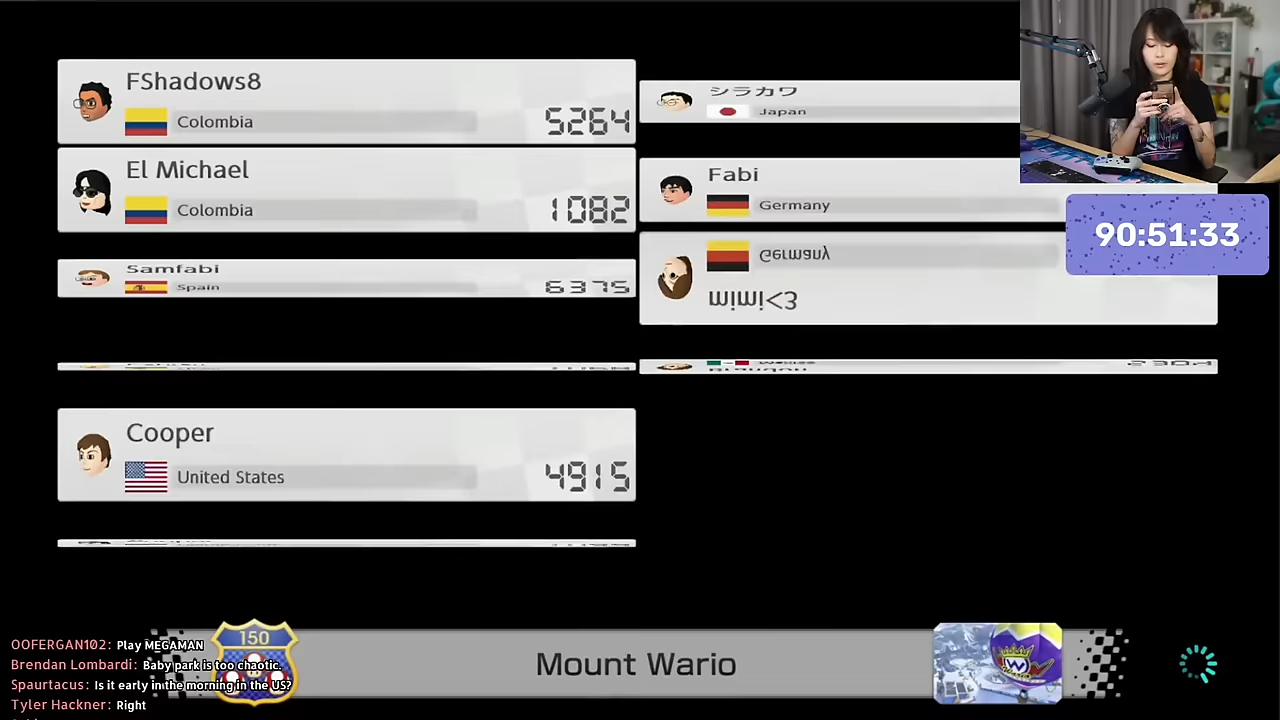 FShadows8
Colombia
5264
シラカワ
Japan
El Michael
Colombia
1082
Fabi
Germany
90:51:33
Samfabi
Spain
6375
Germany
mimi<3
Cooper
United States
4915
150
Mount Wario
OOFERGAN102: Play MEGAMAN
Brendan Lombardi: Baby park is too chaotic.
Spaurtacus: Is it early in the morning in the US?
Tyler Hackner: Right